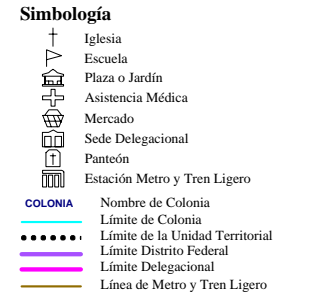 Simbología
Iglesia
Escuela
Plaza o Jardín
Asistencia Médica
Mercado
Sede Delegacional
Panteón
Estación Metro y Tren Ligero
COLONIA Nombre de Colonia
Límite de Colonia
Límite de la Unidad Territorial
Límite Distrito Federal
Límite Delegacional
Línea de Metro y Tren Ligero